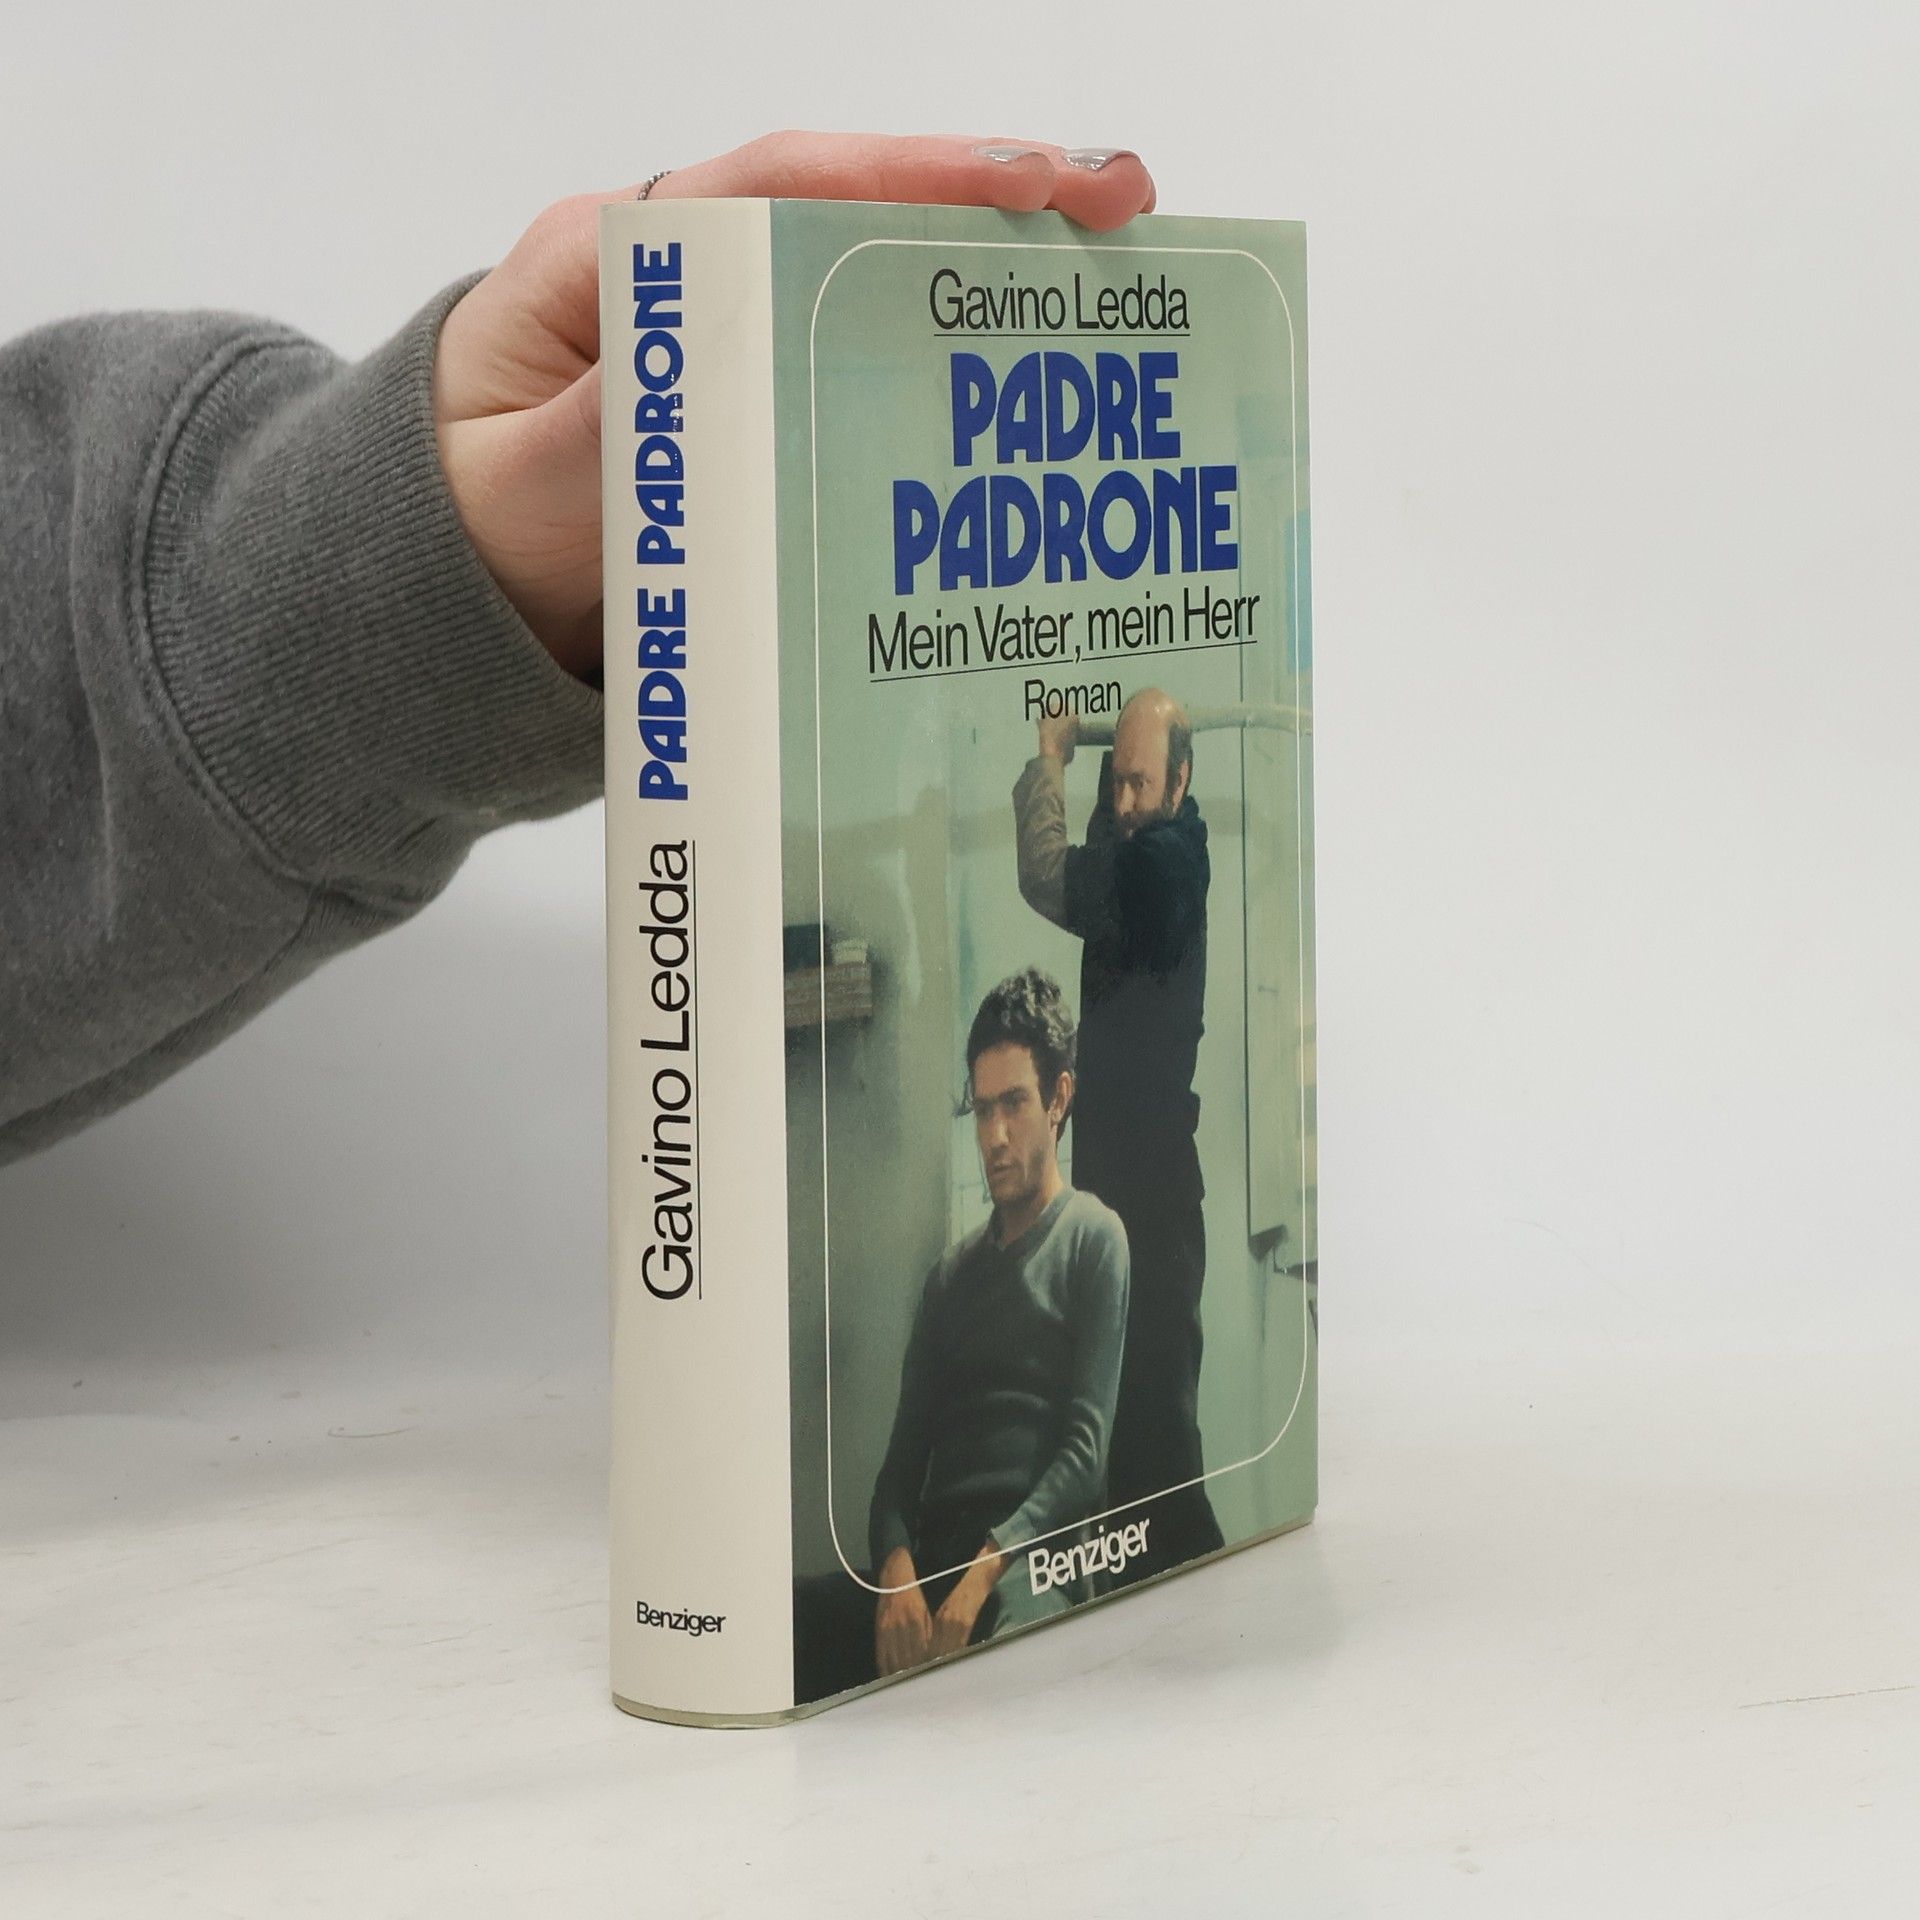 PADRE PADRONE
Gavino Ledda
Benziger
Gavino Ledda
PADRE
PADRONE
Mein Vater, mein Herr
Roman
Benziger